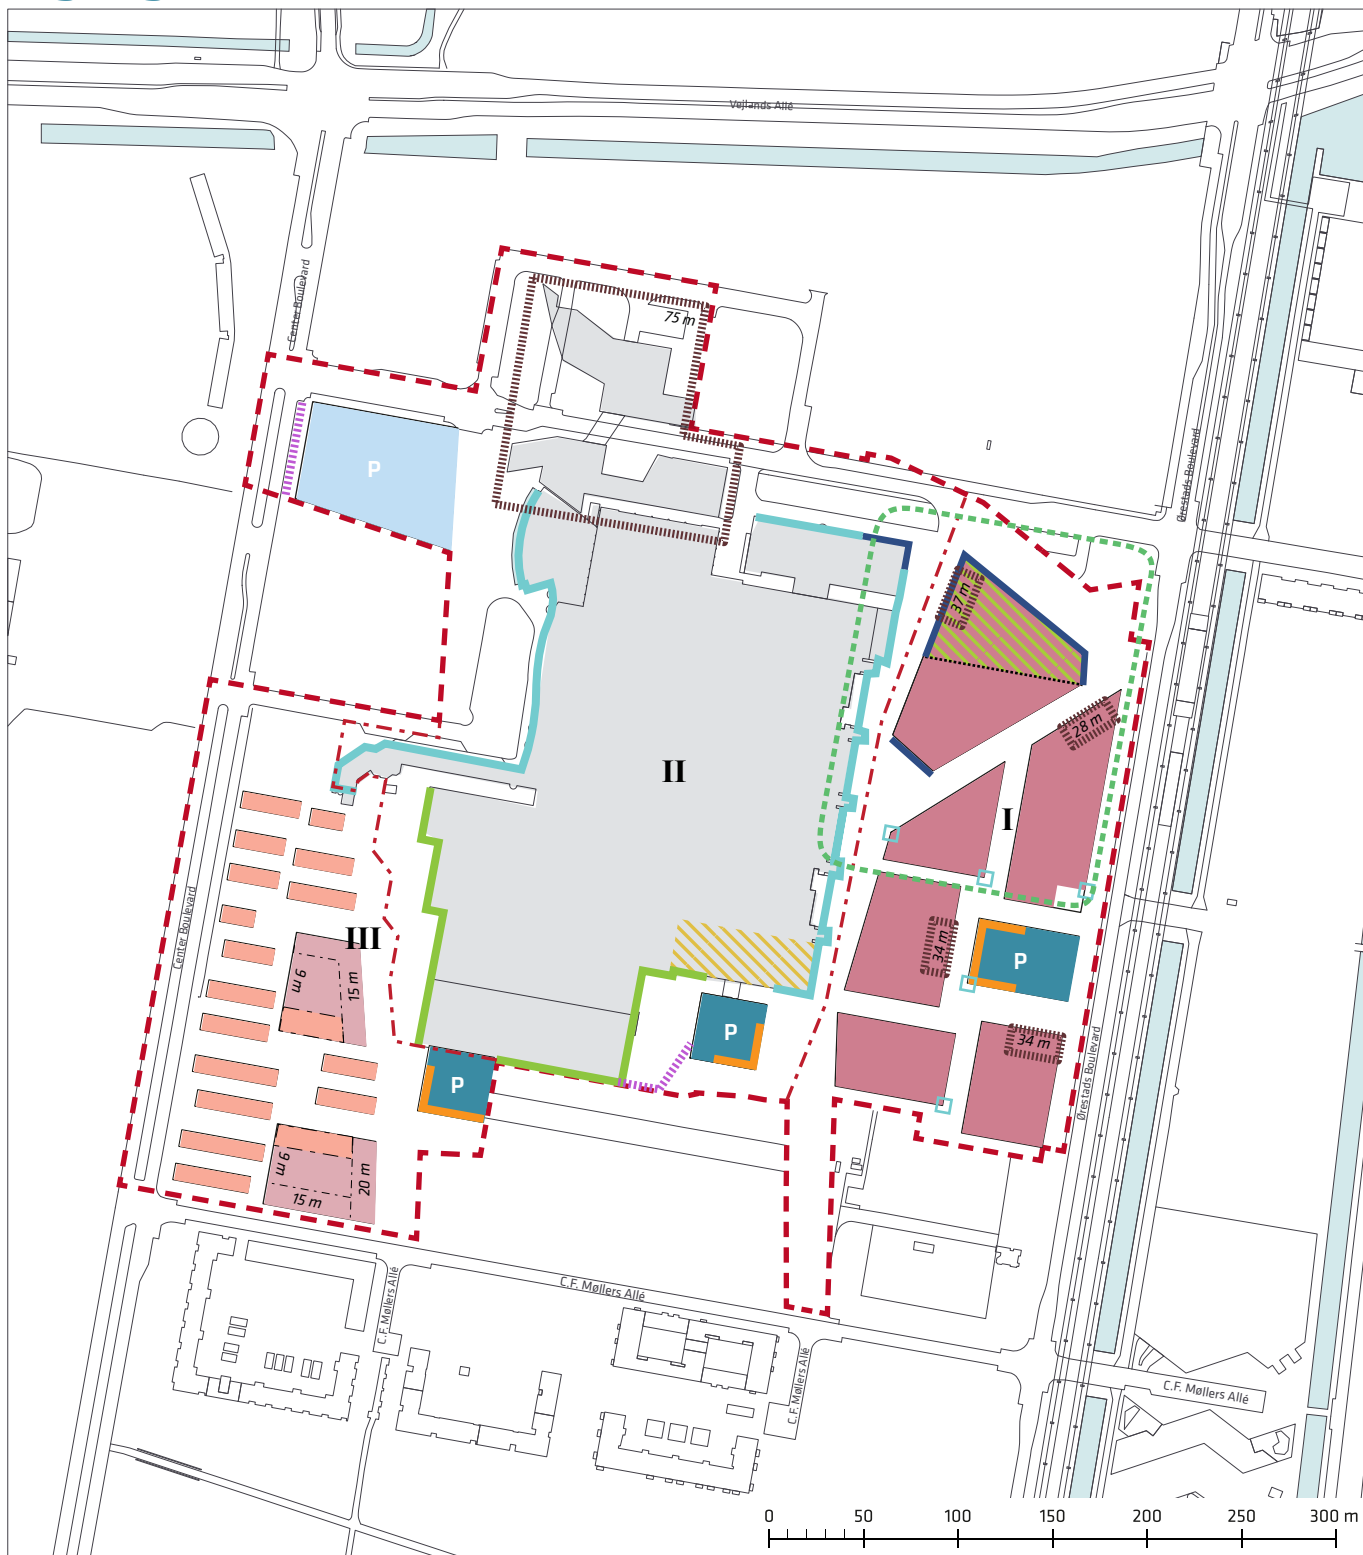 Vejlands Allé
Center Boulevard
75 m
P
Ørestads Boulevard
37 m
28 m
II
I
Center Boulevard
III
34 m
P
9 m
15 m
P
34 m
P
Ørestads Boulevard
9 m
20 m
15 m
C.F. Møllers Allé
C.F. Møllers Allé
C.F. Møllers Allé
C.F. Møllers Allé
0 50 100 150 200 250 300 m